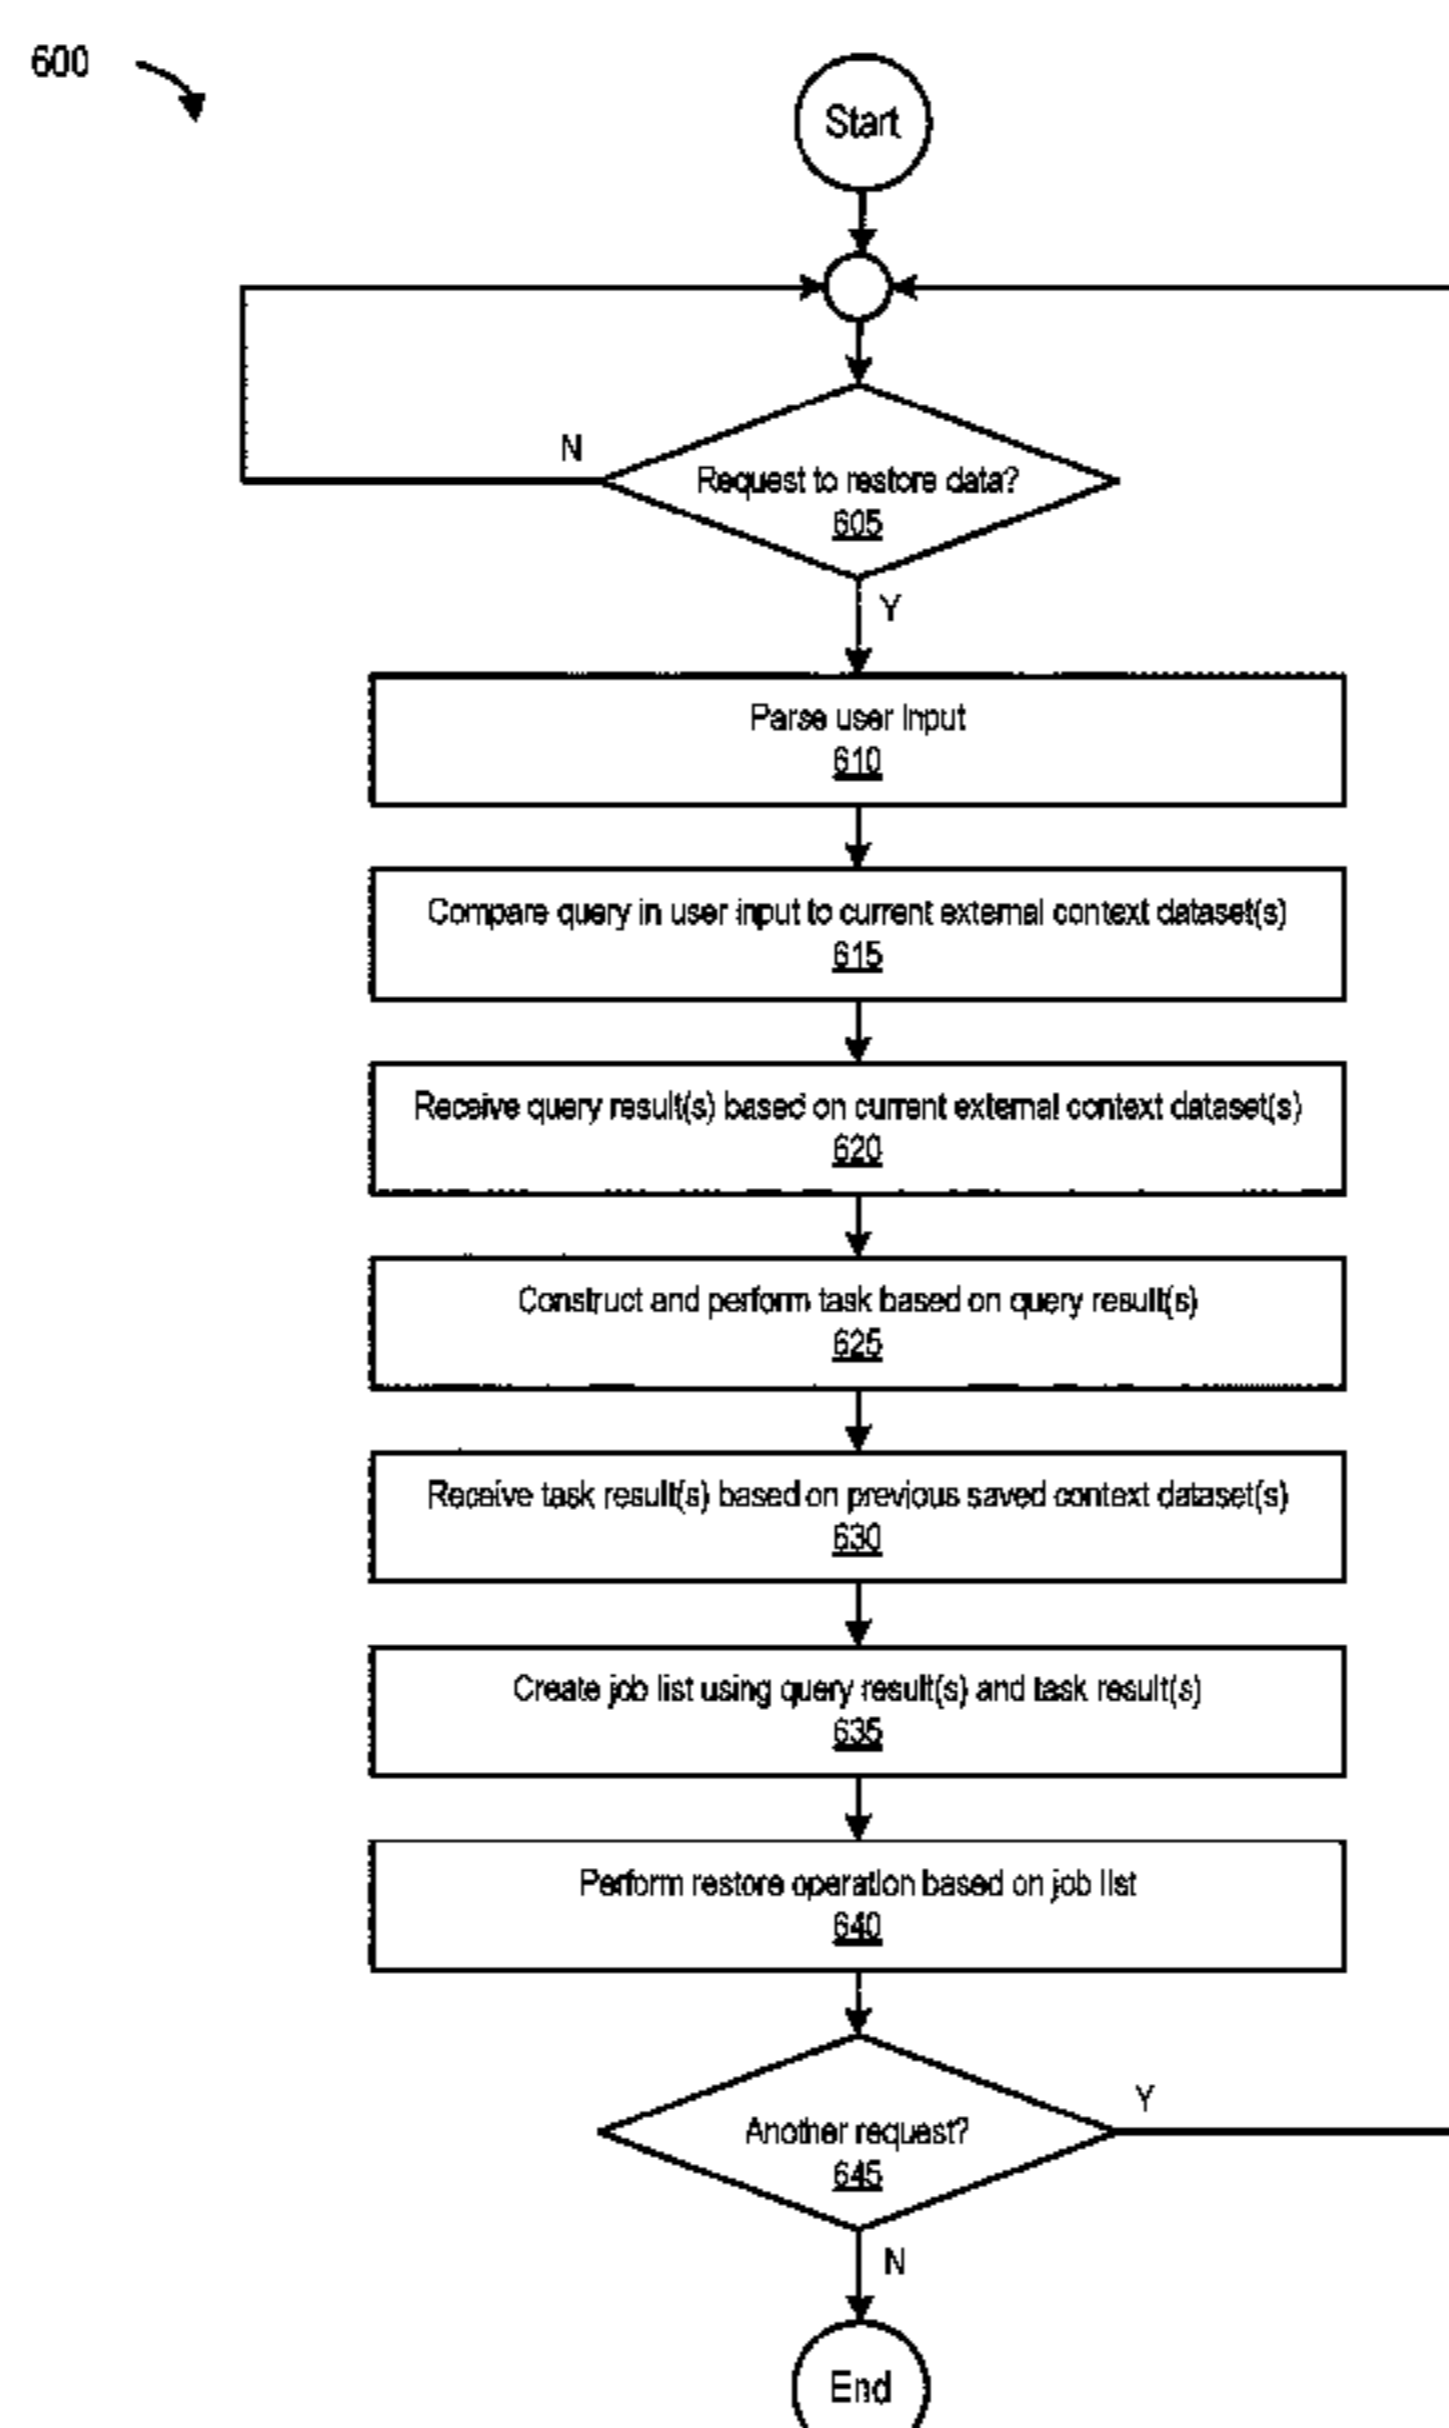 600
Start
N
Request to restore data?
605
Y
Parse user input
610
Compare query in user input to current external context dataset(s)
615
Receive query result(s) based on current external context dataset(s)
620
Construct and perform task based on query result(s)
625
Receive task result(s) based on previous saved context dataset(s)
630
Create job list using query result(s) and task result(s)
635
Perform restore operation based on job list
640
Y
Another request?
645
N
End